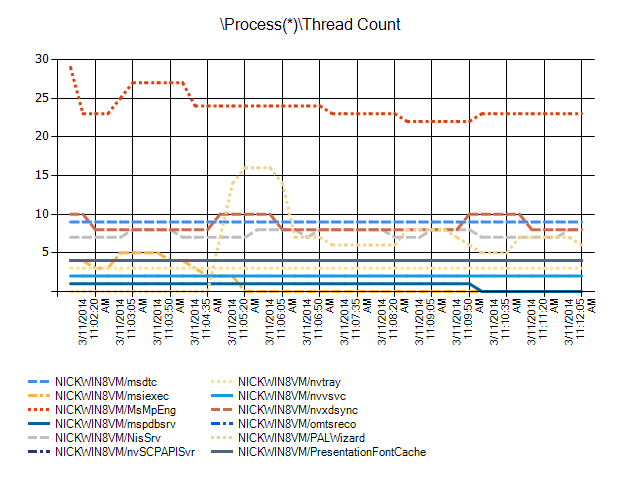 \Process(*)\Thread Count
30
25
20
15
10
5
3/11/2014 11:02:20 AM
3/11/2014 11:03:05 AM
3/11/2014 11:03:50 AM
3/11/2014 11:04:35 AM
3/11/2014 11:05:20 AM
3/11/2014 11:06:05 AM
3/11/2014 11:06:50 AM
3/11/2014 11:07:35 AM
3/11/2014 11:08:20 AM
3/11/2014 11:09:05 AM
3/11/2014 11:09:50 AM
3/11/2014 11:10:35 AM
3/11/2014 11:11:20 AM
3/11/2014 11:12:05 AM
NICKWIN8VM/msdtc
NICKWIN8VM/msiexec
NICKWIN8VM/MsMpEng
NICKWIN8VM/mspdbsrv
NICKWIN8VM/NisSrv
NICKWIN8VM/nvSCPAPISvr
NICKWIN8VM/nvtray
NICKWIN8VM/nvvsvc
NICKWIN8VM/nvxdsync
NICKWIN8VM/omtsreco
NICKWIN8VM/PALWizard
NICKWIN8VM/PresentationFontCache